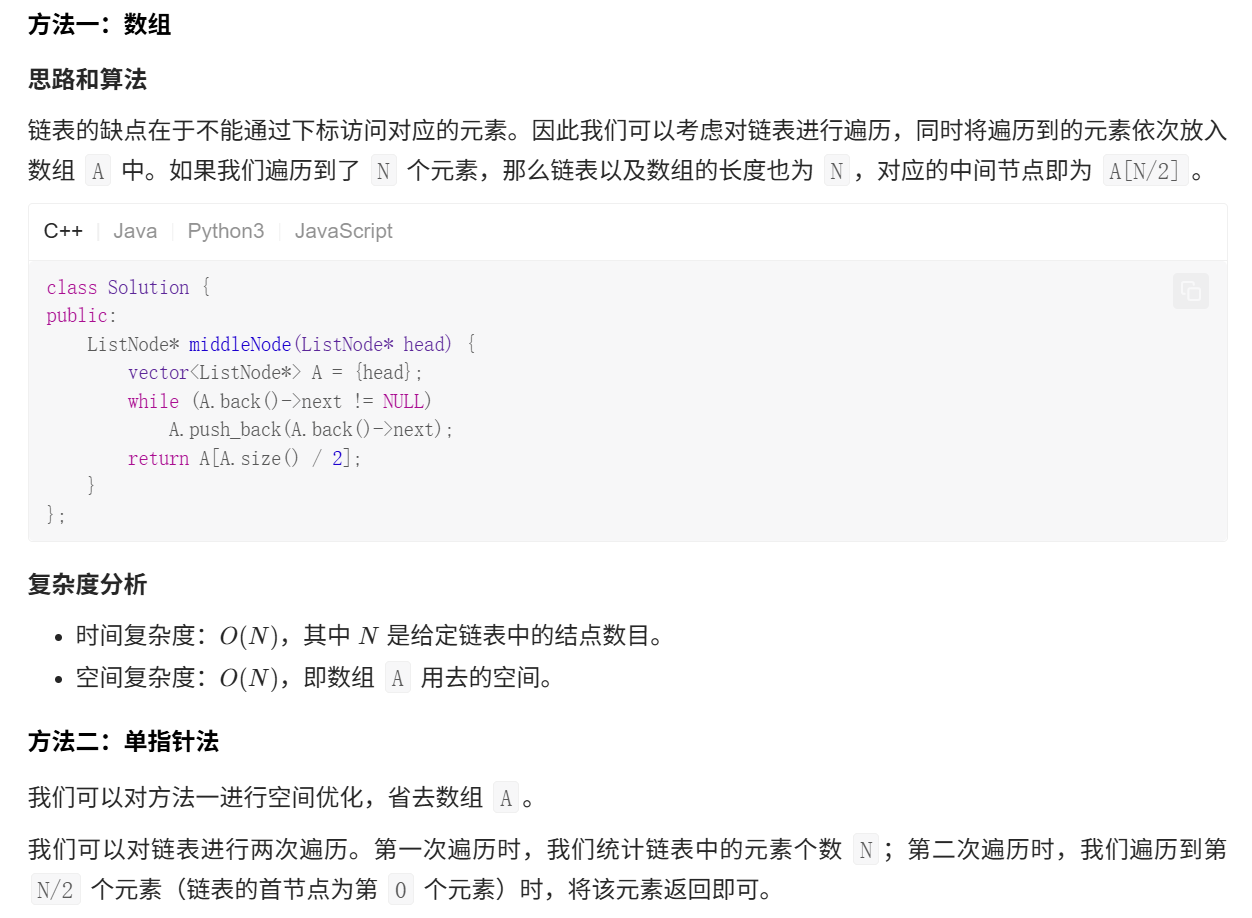 方法一：数组
思路和算法
链表的缺点在于不能通过下标访问对应的元素。因此我们可以考虑对链表进行遍历，同时将遍历到的元素依次放入
数组 A 中。如果我们遍历到了 N 个元素，那么链表以及数组的长度也为 N ，对应的中间节点即为 A[N/2] 。
C++ | Java | Python3 | JavaScript
class Solution {
public:
    ListNode* middleNode(ListNode* head) {
        vector<ListNode*> A = {head};
        while (A.back()->next != NULL)
            A.push_back(A.back()->next);
        return A[A.size() / 2];
    }
};
复杂度分析
• 时间复杂度：O(N)，其中 N 是给定链表中的结点数目。
• 空间复杂度：O(N)，即数组 A 用去的空间。
方法二：单指针法
我们可以对方法一进行空间优化，省去数组 A 。
我们可以对链表进行两次遍历。第一次遍历时，我们统计链表中的元素个数 N ；第二次遍历时，我们遍历到第
N/2 个元素（链表的首节点为第 0 个元素）时，将该元素返回即可。